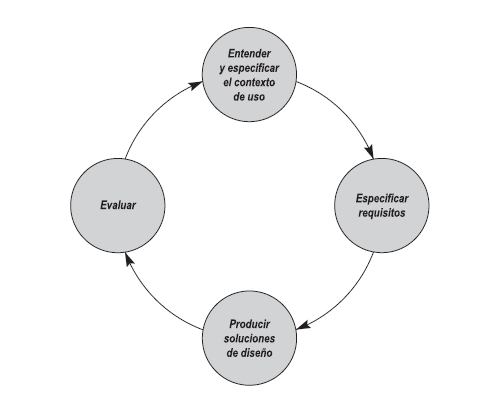 Entender
y especificar
el contexto
de uso
Evaluar
Especificar
requisitos
Producir
soluciones
de diseño